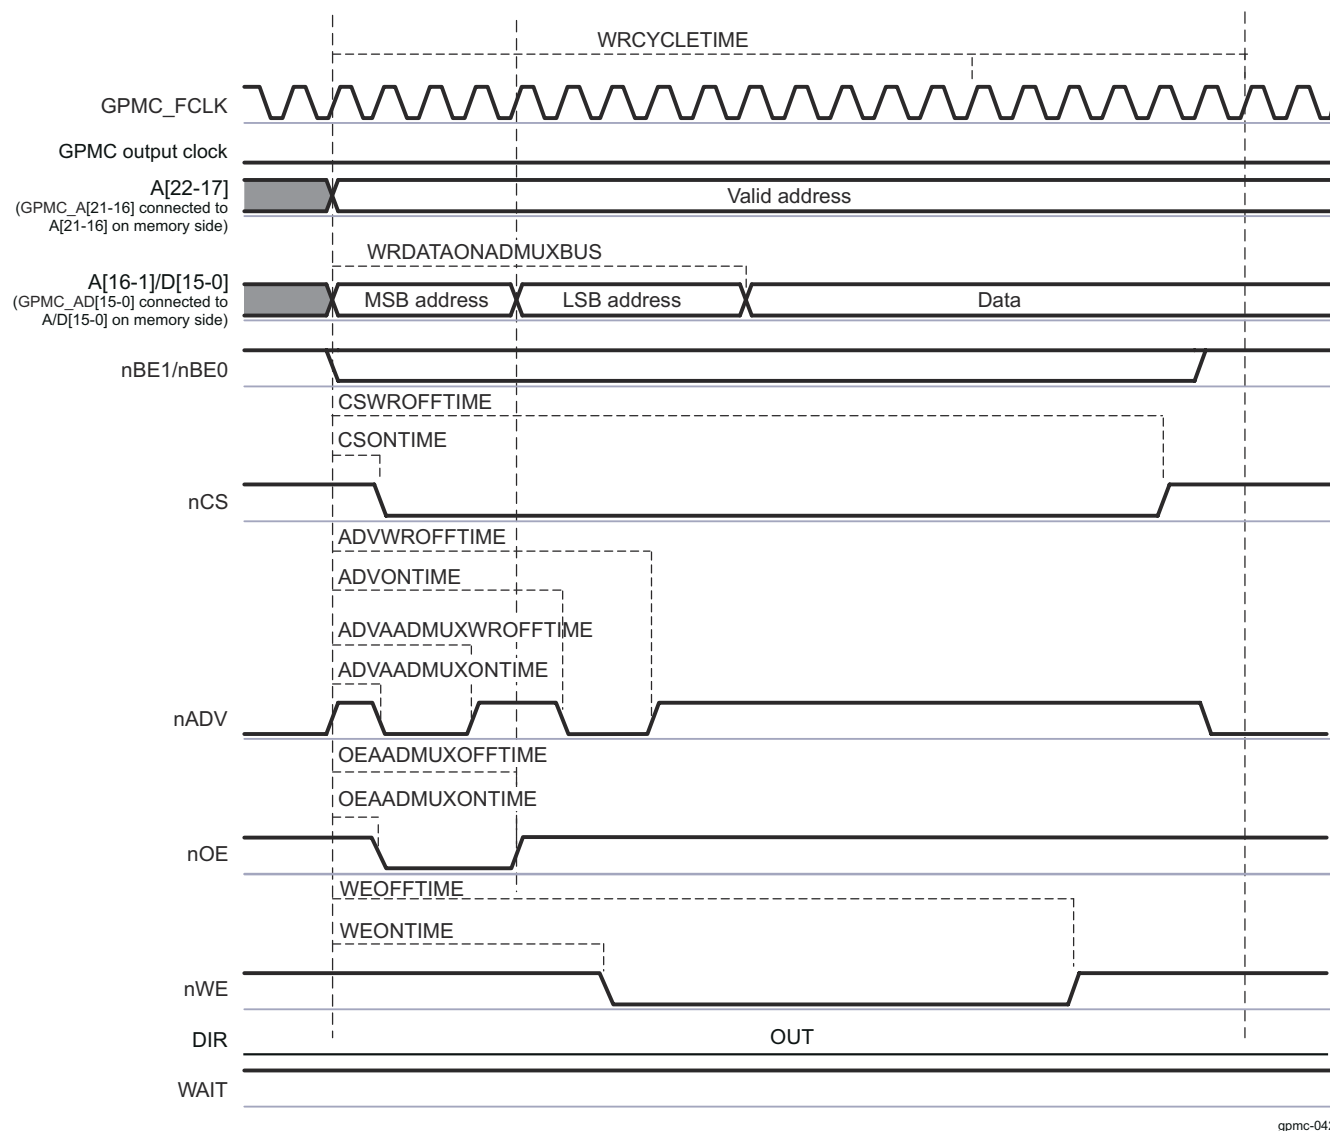 WRCYCLETIME
GPMC_FCLK
GPMC output clock
A[22-17]
(GPMC_A[21-16] connected to
A[21-16] on memory side)
Valid address
WRDATAONADMUXBUS
A[16-1]/D[15-0]
(GPMC_AD[15-0] connected to
A/D[15-0] on memory side)
MSB address
LSB address
Data
nBE1/nBE0
CSWROFFTIME
CSONTIME
nCS
ADVWROFFTIME
ADVONTIME
ADVAADMUXWROFFTIME
ADVAADMUXONTIME
nADV
OEAADMUXOFFTIME
OEAADMUXONTIME
nOE
WEOFFTIME
WEONTIME
nWE
DIR
OUT
WAIT
gpmc-042